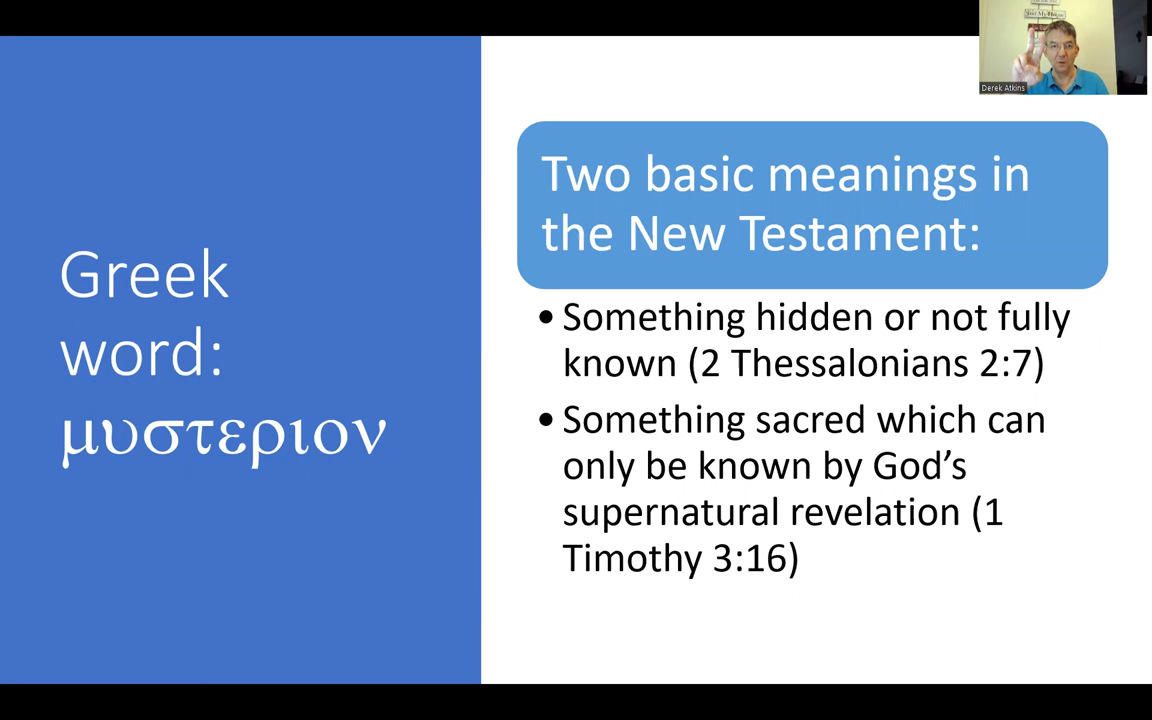 Greek
word:
μυστεριον
Two basic meanings in
the New Testament:
• Something hidden or not fully
known (2 Thessalonians 2:7)
• Something sacred which can
only be known by God’s
supernatural revelation (1
Timothy 3:16)
Derek Atkins